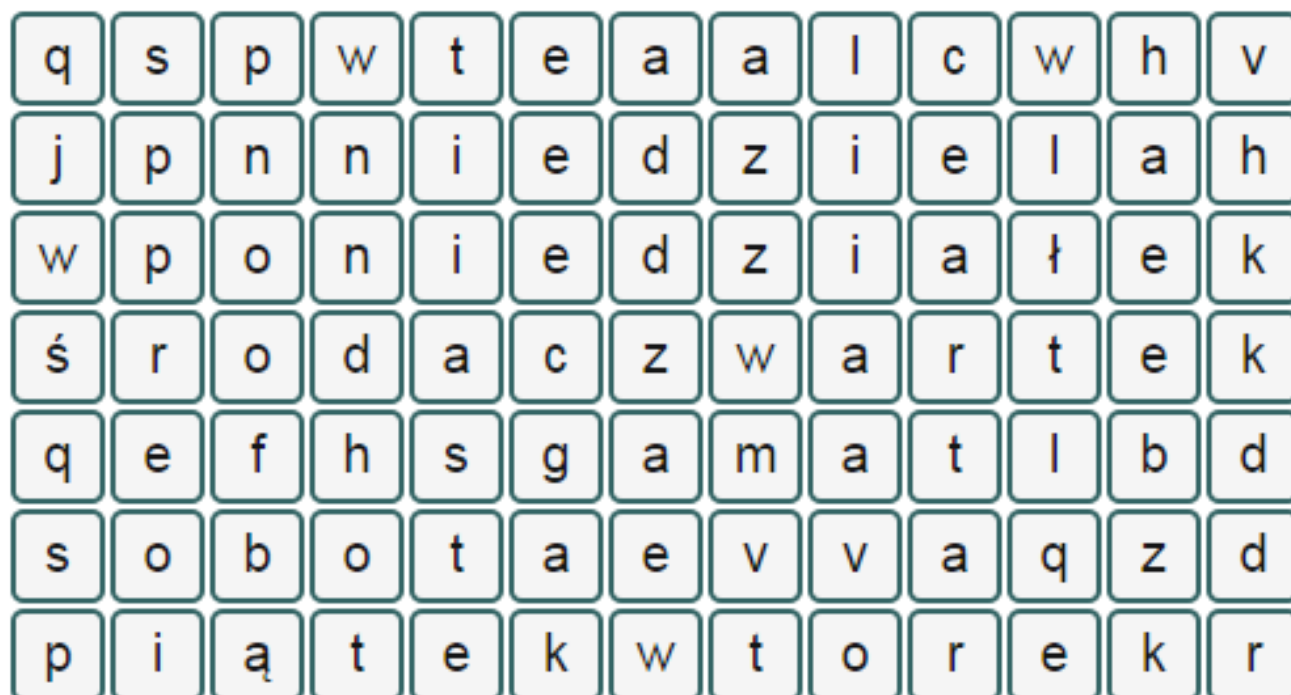 q s p w t e a a l c w h v
j p n n i e d z i e l a h
w p o n i e d z i a ł e k
ś r o d a c z w a r t e k
q e f h s g a m a t l b d
s o b o t a e v v a q z d
p i ą t e k w t o r e k r